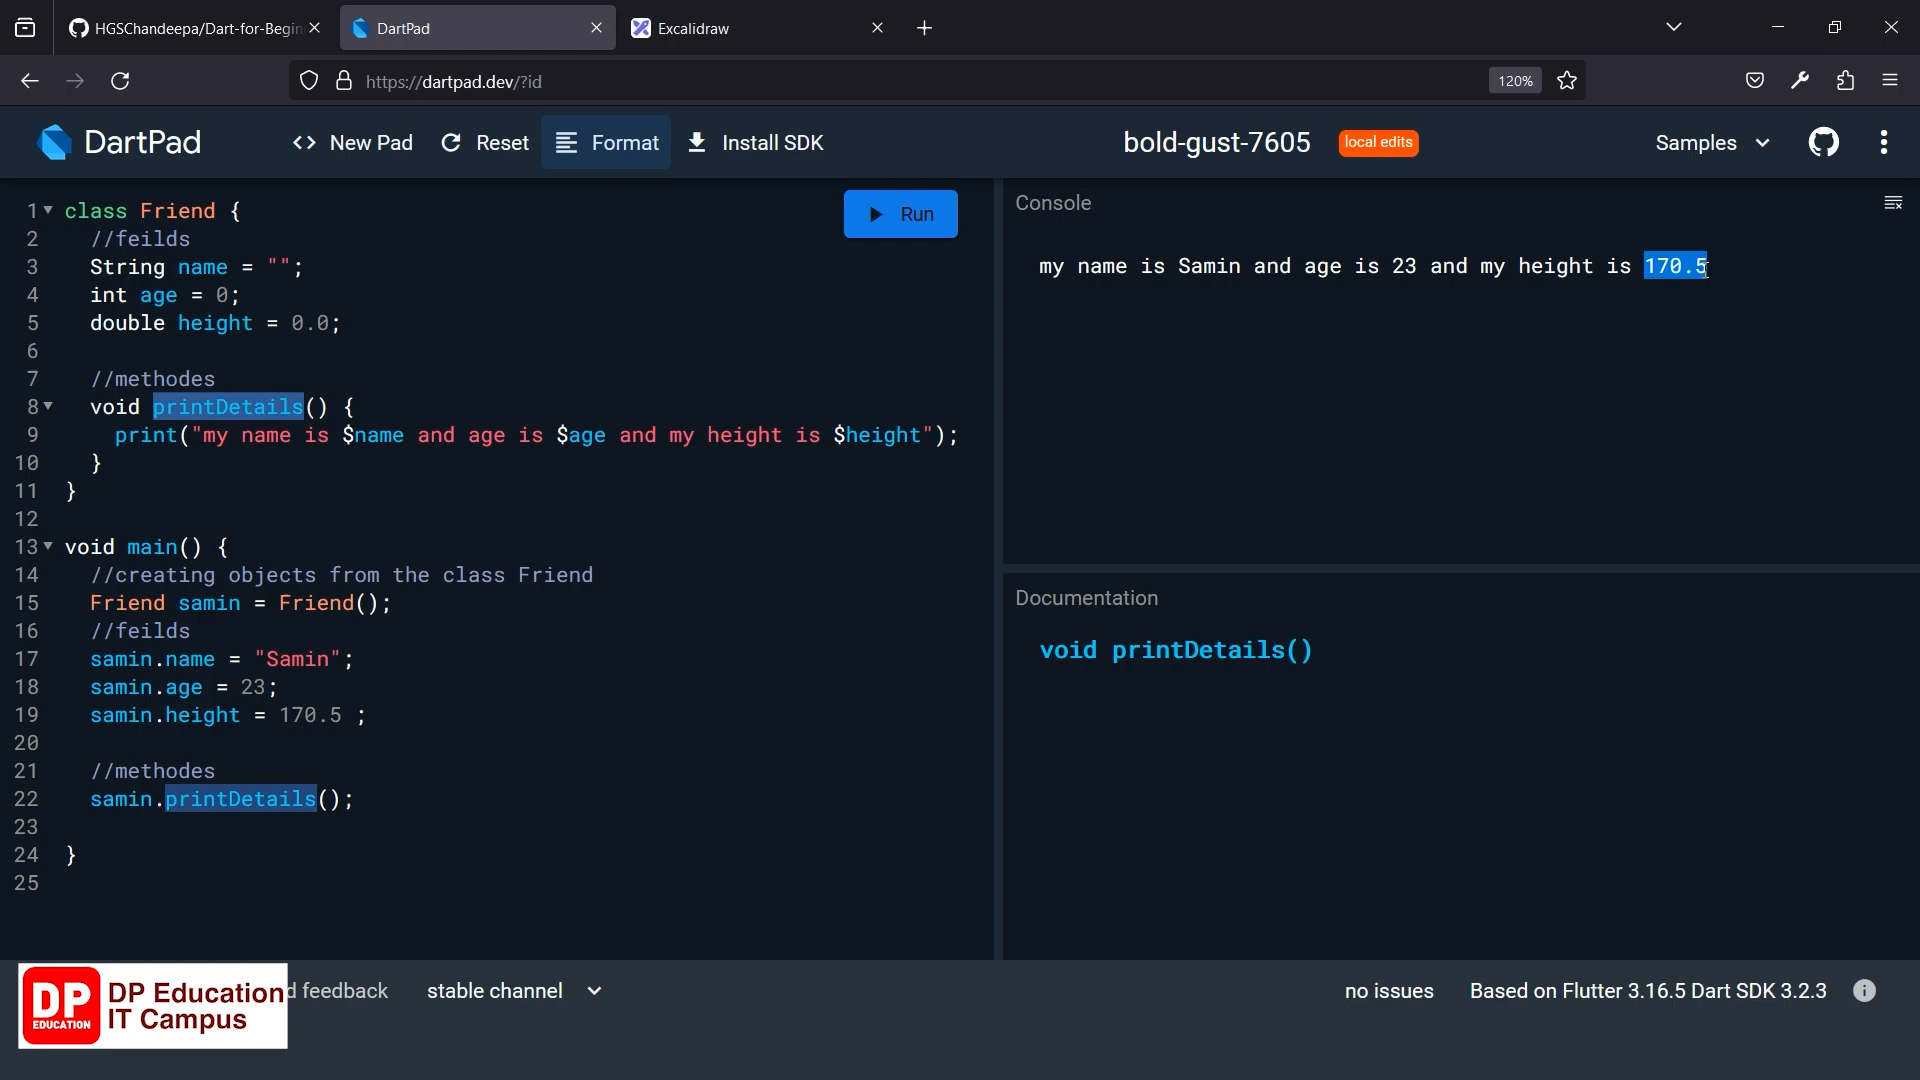 HGSChandeepa/Dart-for-Begin
DartPad
Excalidraw
https://dartpad.dev/?id
120%
DartPad
<> New Pad
Reset
Format
Install SDK
bold-gust-7605
local edits
Samples
Run
1 class Friend {
2   //feilds
3   String name = "";
4   int age = 0;
5   double height = 0.0;
6
7   //methodes
8   void printDetails() {
9     print("my name is $name and age is $age and my height is $height");
10   }
11 }
12
13 void main() {
14   //creating objects from the class Friend
15   Friend samin = Friend();
16   //feilds
17   samin.name = "Samin";
18   samin.age = 23;
19   samin.height = 170.5 ;
20
21   //methodes
22   samin.printDetails();
23
24 }
25
Console
my name is Samin and age is 23 and my height is 170.5
Documentation
void printDetails()
DP EDUCATION
DP Education
IT Campus
d feedback
stable channel
no issues
Based on Flutter 3.16.5 Dart SDK 3.2.3